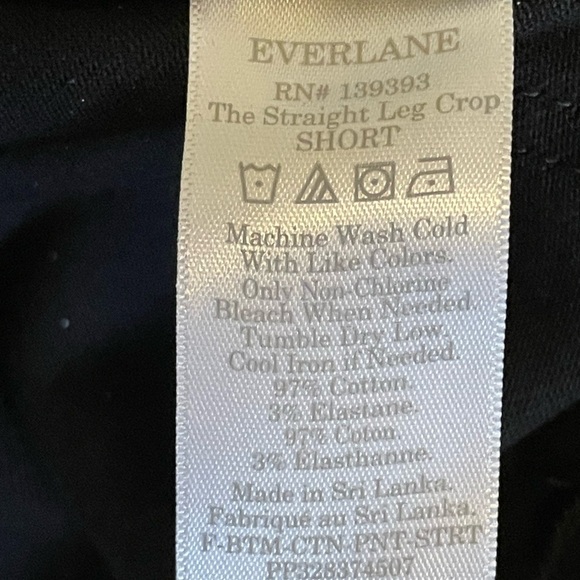 EVERLANE
RN# 139393
The Straight Leg Crop
SHORT
Machine Wash Cold
With Like Colors.
Only Non-Chlorine
Bleach When Needed.
Tumble Dry Low.
Cool Iron if Needed.
97% Cotton.
3% Elastane.
97% Coton.
3% Elasthanne.
Made in Sri Lanka.
Fabriqué au Sri Lanka.
F-BTM-CTN PNT-STRT
PP328374507